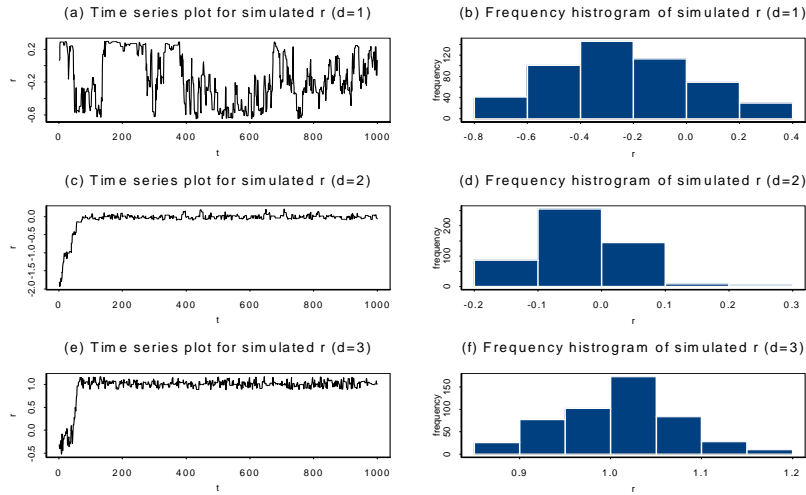 (a) Time series plot for simulated r (d=1)
r
0.2
-0.2
-0.6
0 200 400 600 800 1000
t
(b) Frequency histrogram of simulated r (d=1)
frequency
0 40 80 120
-0.8 -0.6 -0.4 -0.2 0.0 0.2 0.4
r
(c) Time series plot for simulated r (d=2)
r
-2.0 -1.5 -1.0 -0.5 0.0
0 200 400 600 800 1000
t
(d) Frequency histrogram of simulated r (d=2)
frequency
0 100 200
-0.2 -0.1 0.0 0.1 0.2 0.3
r
(e) Time series plot for simulated r (d=3)
r
-0.5 0.0 0.5 1.0
0 200 400 600 800 1000
t
(f) Frequency histrogram of simulated r (d=3)
frequency
0 50 100 150
0.9 1.0 1.1 1.2
r